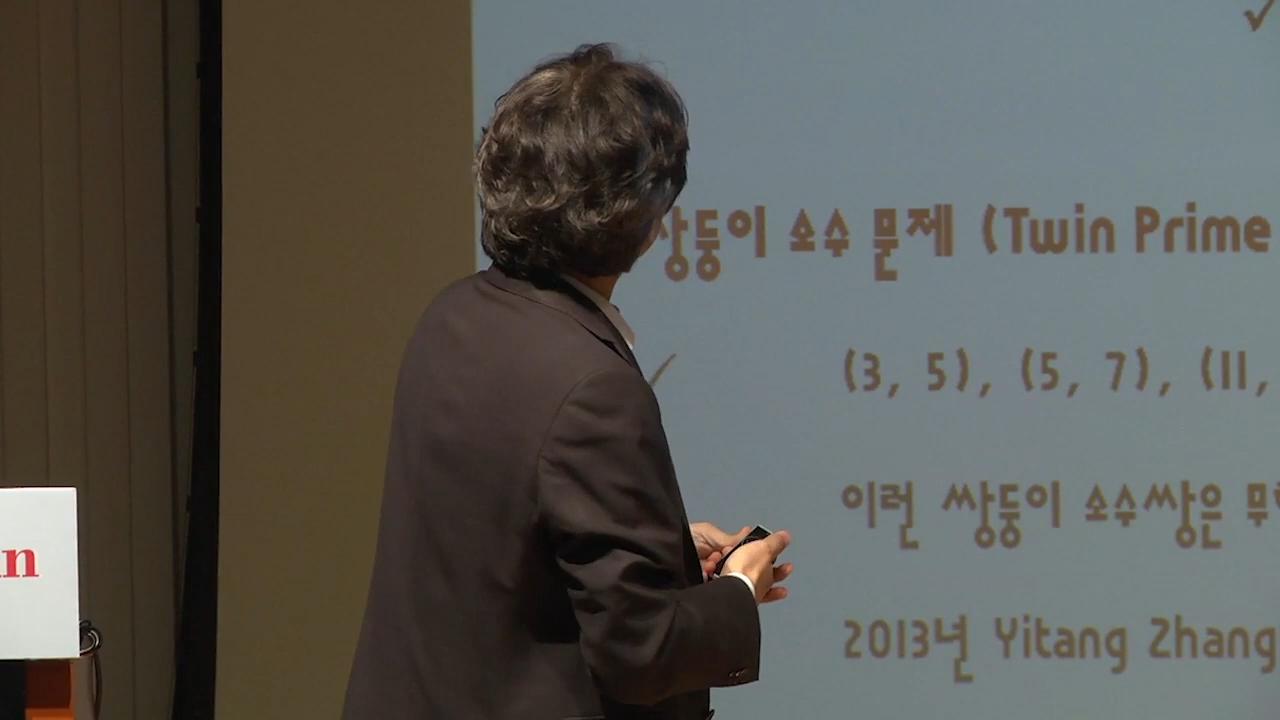 쌍둥이 소수 문제 (Twin Prime
(3, 5), (5, 7), (11,
이런 쌍둥이 소수쌍은 무
2013년 Yitang Zhang
n